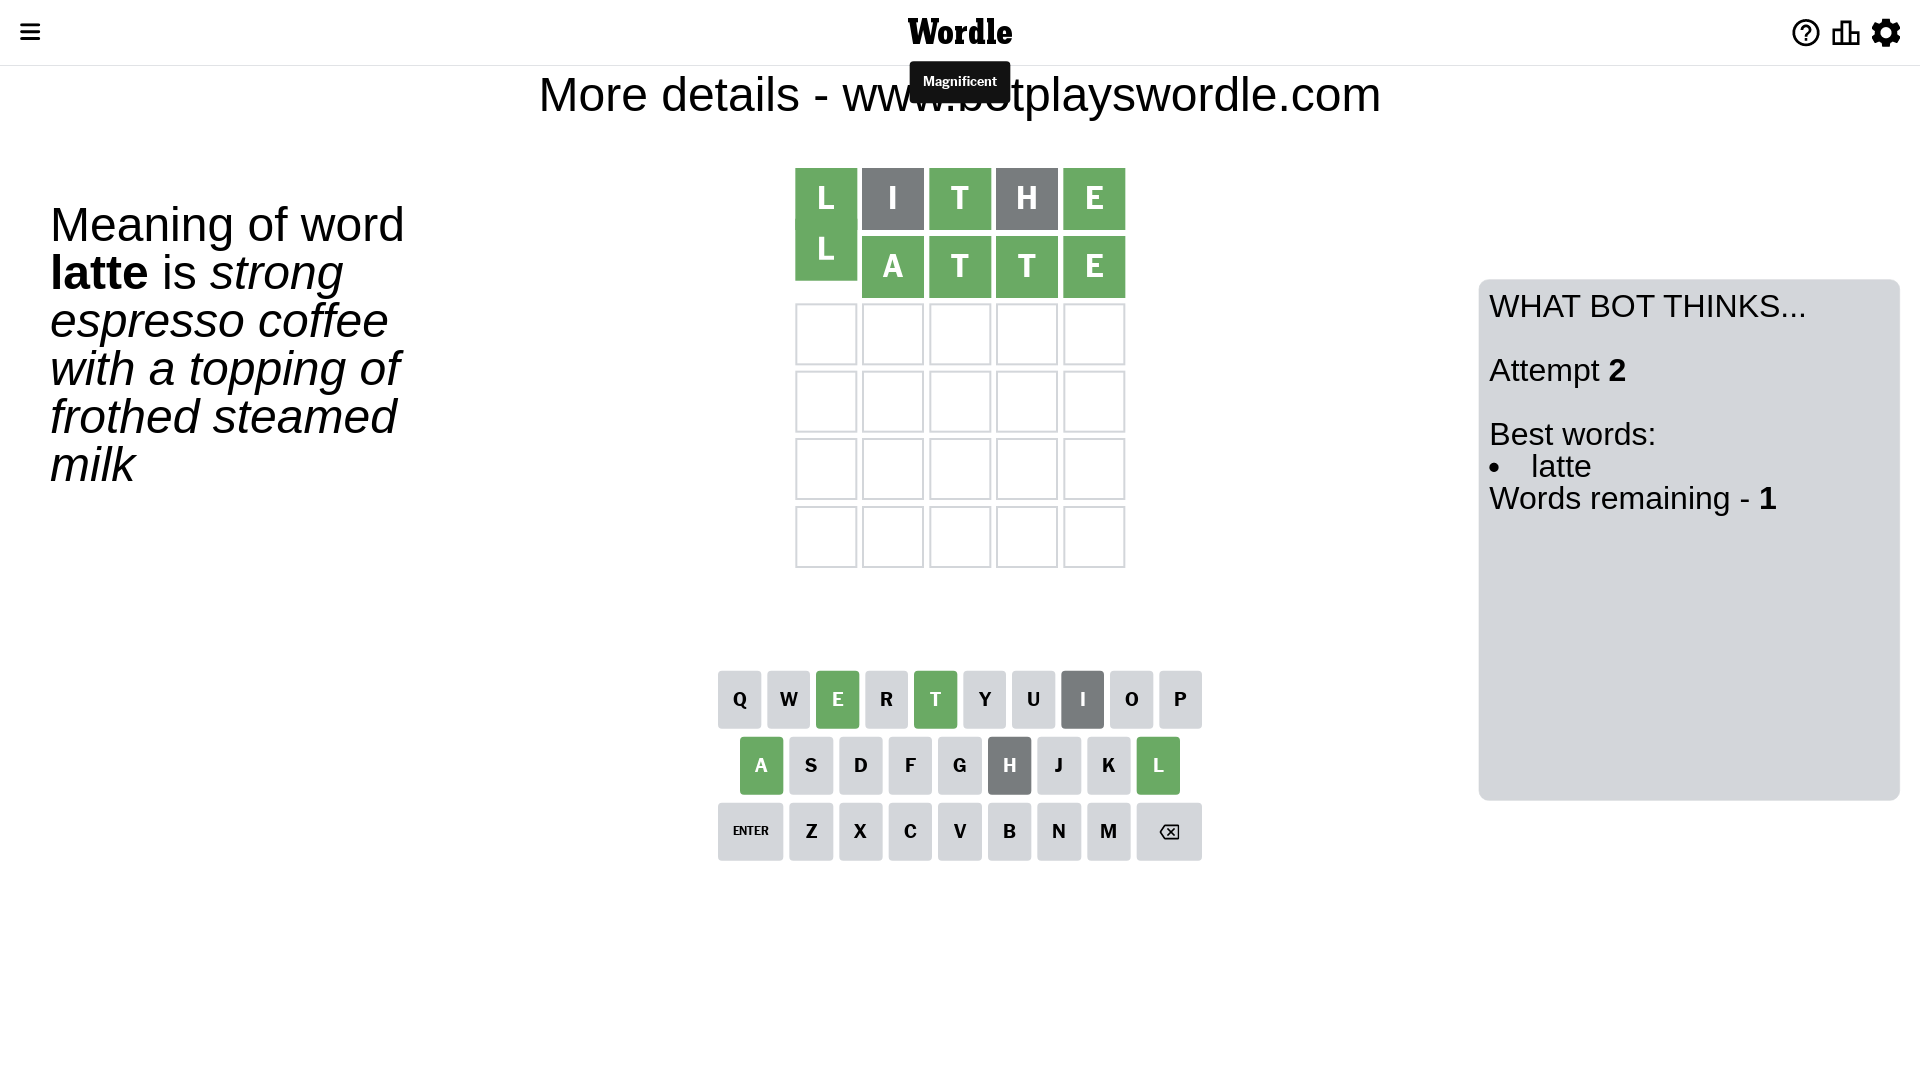 Wordle
Magnificent
More details - www.botplayswordle.com
Meaning of word
latte is strong
espresso coffee
with a topping of
frothed steamed
milk
L I T H E
L A T T E
WHAT BOT THINKS...
Attempt 2
Best words:
• latte
Words remaining - 1
Q W E R T Y U I O P
A S D F G H J K L
ENTER Z X C V B N M